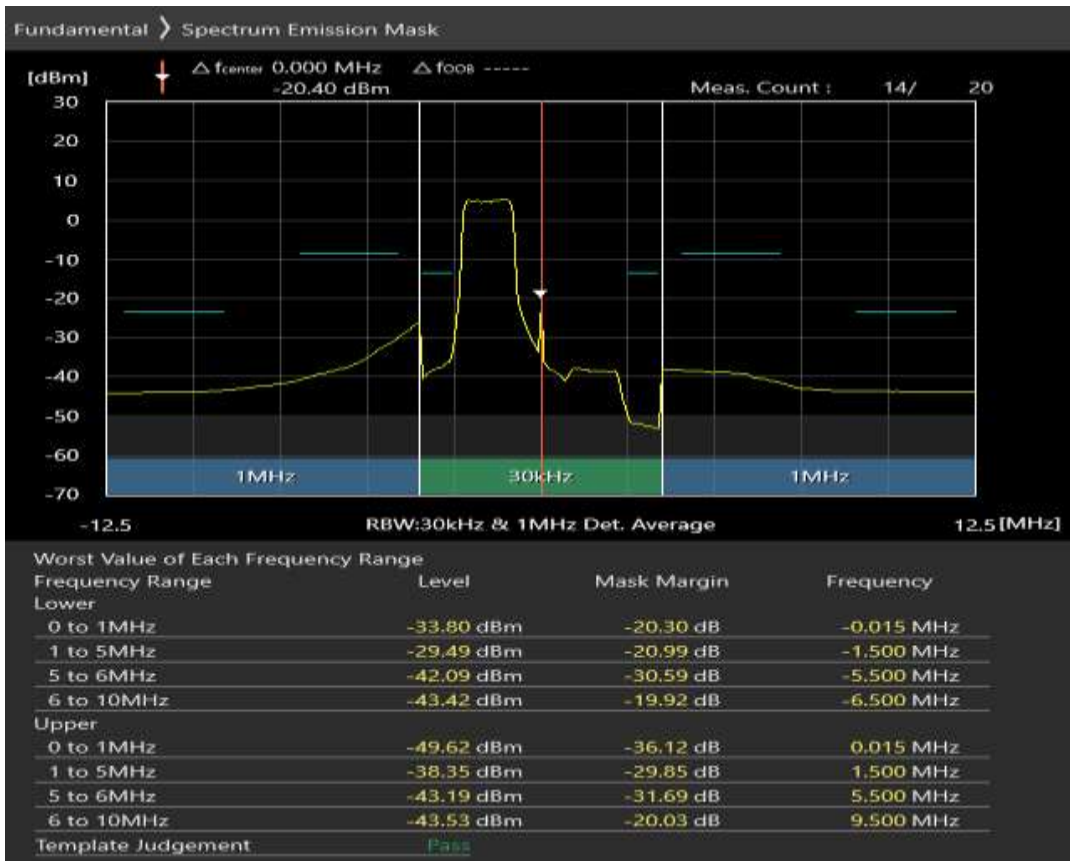 Fundamental ❭ Spectrum Emission Mask
[dBm] △ fcenter 0.000 MHz △ fOOB -----
-20.40 dBm Meas. Count : 14/ 20
30
20
10
0
-10
-20
-30
-40
-50
-60
-70
1MHz 30kHz 1MHz
-12.5 RBW:30kHz & 1MHz Det. Average 12.5 [MHz]
Worst Value of Each Frequency Range
Frequency Range Level Mask Margin Frequency
Lower
0 to 1MHz -33.80 dBm -20.30 dB -0.015 MHz
1 to 5MHz -29.49 dBm -20.99 dB -1.500 MHz
5 to 6MHz -42.09 dBm -30.59 dB -5.500 MHz
6 to 10MHz -43.42 dBm -19.92 dB -6.500 MHz
Upper
0 to 1MHz -49.62 dBm -36.12 dB 0.015 MHz
1 to 5MHz -38.35 dBm -29.85 dB 1.500 MHz
5 to 6MHz -43.19 dBm -31.69 dB 5.500 MHz
6 to 10MHz -43.53 dBm -20.03 dB 9.500 MHz
Template Judgement Pass